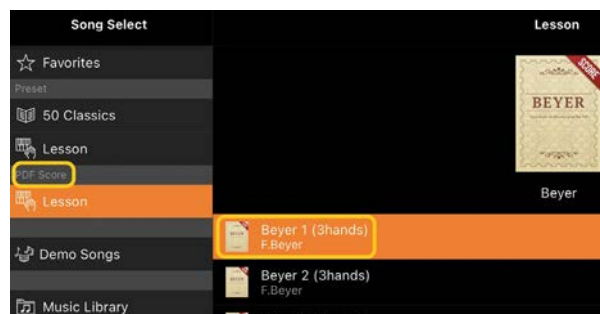 Song Select
Favorites
Preset
50 Classics
Lesson
PDF Score
Lesson
Demo Songs
Music Library
Lesson
SCORE
BEYER
Beyer
Beyer 1 (3hands)
F.Beyer
Beyer 2 (3hands)
F.Beyer